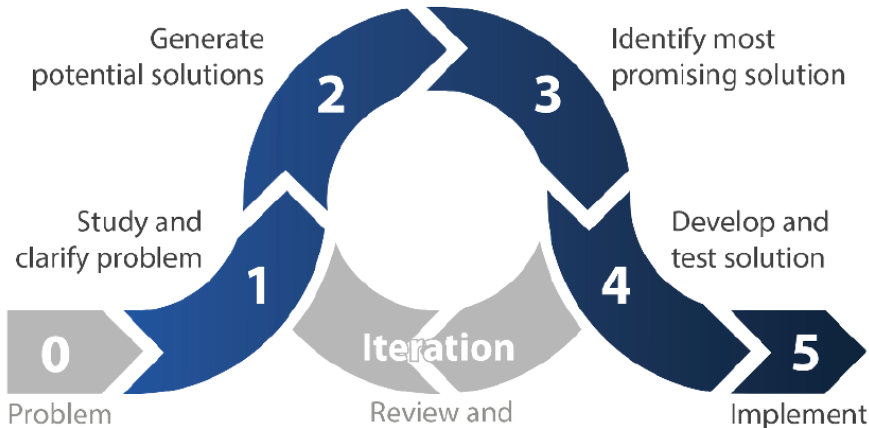 Generate
potential solutions
2
3
Identify most
promising solution
Study and
clarify problem
1
4
Develop and
test solution
0
Iteration
5
Problem
Review and
Implement